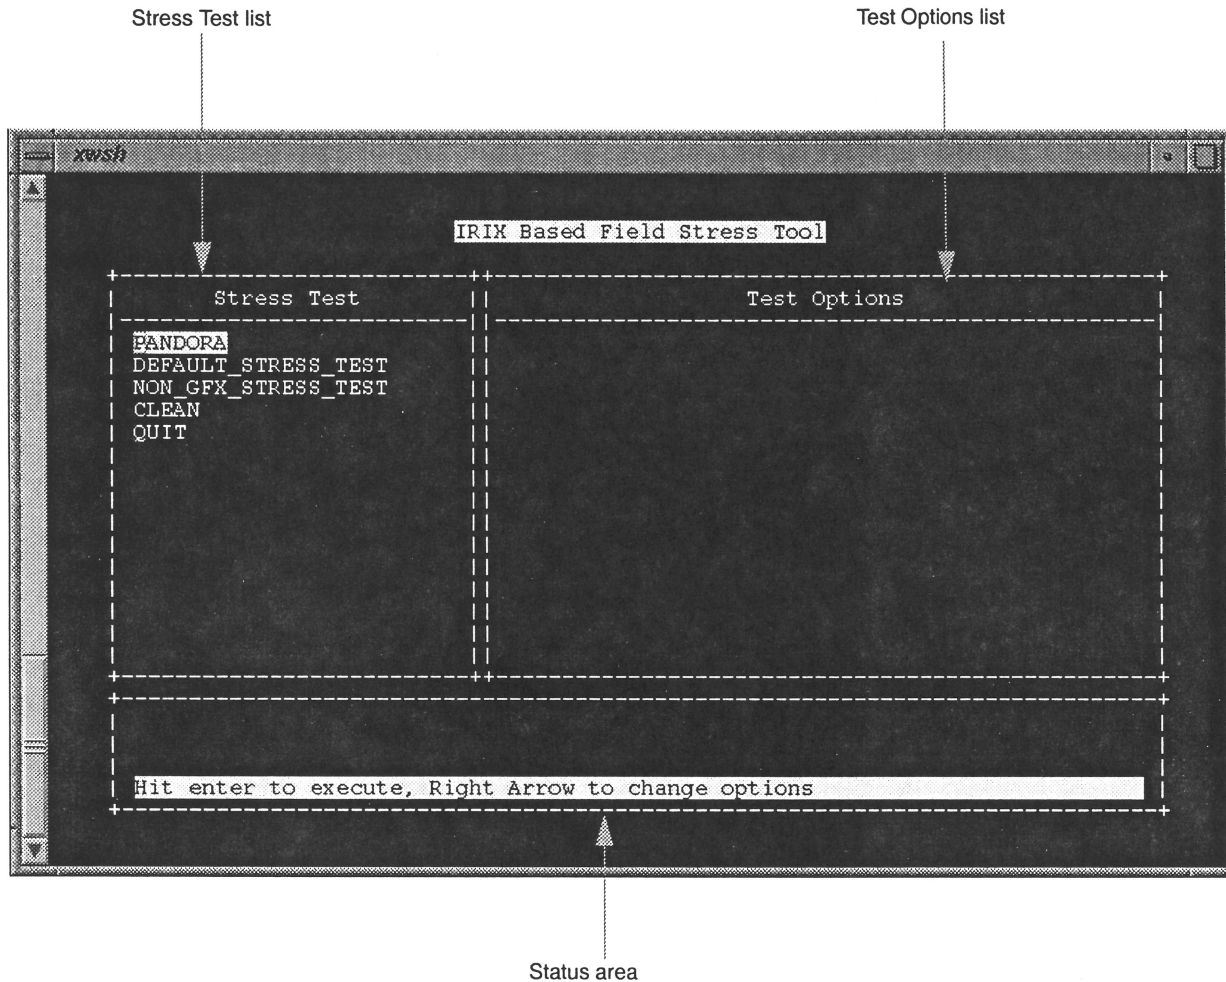 Stress Test list
Test Options list
xwsh
IRIX Based Field Stress Tool
Stress Test
Test Options
PANDORA
DEFAULT_STRESS_TEST
NON_GFX_STRESS_TEST
CLEAN
QUIT
Hit enter to execute, Right Arrow to change options
Status area